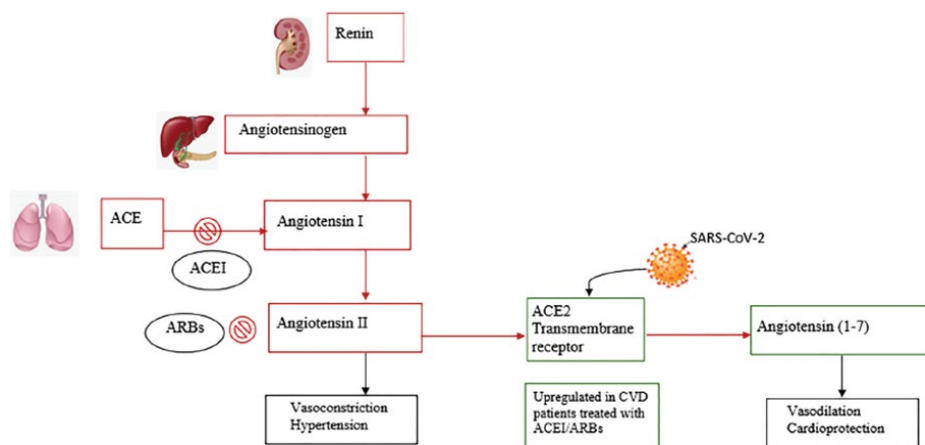 Renin
Angiotensinogen
ACE
Angiotensin I
ACEI
SARS-CoV-2
ARBs
Angiotensin II
ACE2
Transmembrane
receptor
Angiotensin (1-7)
Vasoconstriction
Hypertension
Upregulated in CVD
patients treated with
ACEI/ARBs
Vasodilation
Cardioprotection